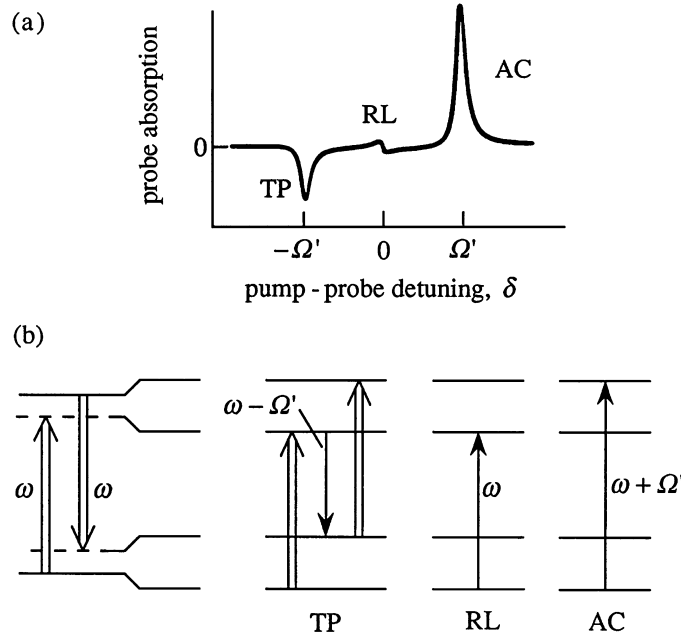 (a)
probe absorption
0
TP
RL
AC
−Ω' 0 Ω'
pump - probe detuning, δ
(b)
ω ω
ω − Ω'
ω
ω + Ω'
TP RL AC